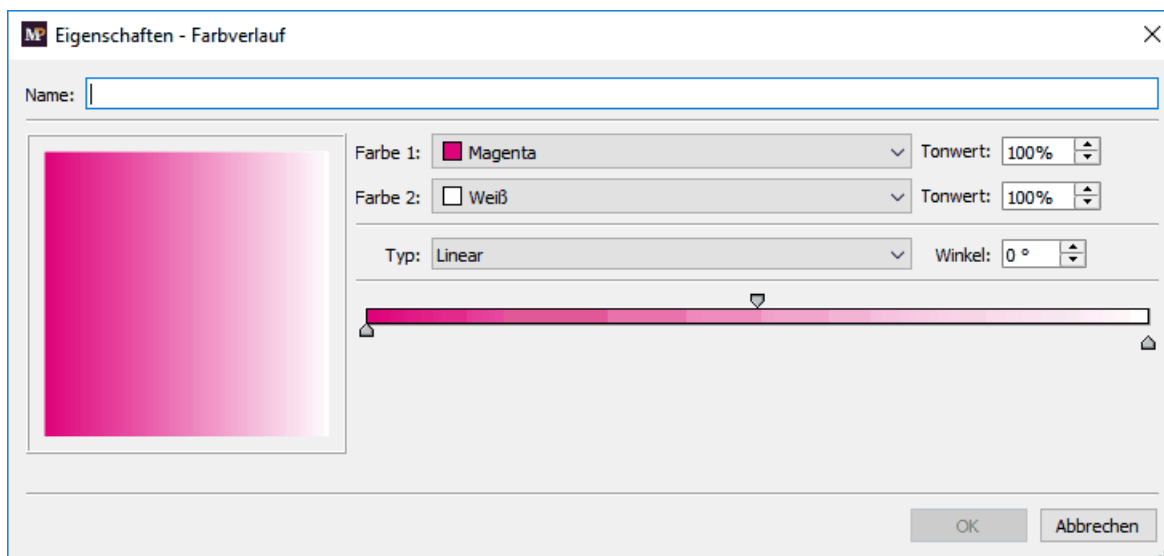 MP Eigenschaften - Farbverlauf
Name:
Farbe 1: Magenta Tonwert: 100%
Farbe 2: Weiß Tonwert: 100%
Typ: Linear Winkel: 0 °
OK Abbrechen